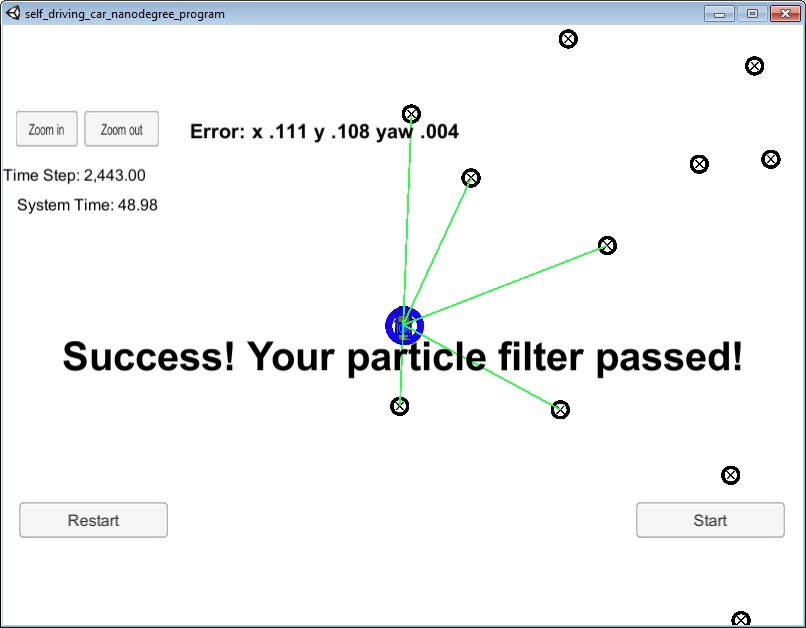 self_driving_car_nanodegree_program
Zoom in
Zoom out
Error: x .111 y .108 yaw .004
Time Step: 2,443.00
System Time: 48.98
Success! Your particle filter passed!
Restart
Start